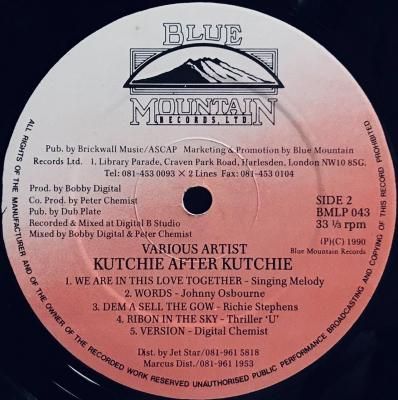 BLUE
MOUNTAIN
RECORDS, LTD.
Pub. by Brickwall Music/ASCAP Marketing & Promotion by Blue Mountain
Records Ltd. 1, Library Parade, Craven Park Road, Harlesden, London NW10 8SG.
Tel: 081-453 0093 × 2 Lines Fax: 081-453 0104
Prod. by Bobby Digital
Co. Prod. by Peter Chemist
Pub. by Dub Plate
Recorded & Mixed at Digital B Studio
Mixed by Bobby Digital & Peter Chemist
SIDE 2
BMLP 043
33 ⅓ rpm
(P)(C) 1990
Blue Mountain Records
VARIOUS ARTIST
KUTCHIE AFTER KUTCHIE
1. WE ARE IN THIS LOVE TOGETHER - Singing Melody
2. WORDS - Johnny Osbourne
3. DEM A SELL THE GOW - Richie Stephens
4. RIBON IN THE SKY - Thriller 'U'
5. VERSION - Digital Chemist
Dist. by Jet Star/081-961 5818
Marcus Dist./081-961 1953
ALL RIGHTS OF THE MANUFACTURER AND OF THE OWNER OF THE RECORDED WORK RESERVED UNAUTHORISED PUBLIC PERFORMANCE BROADCASTING AND COPYING OF THIS RECORD PROHIBITED